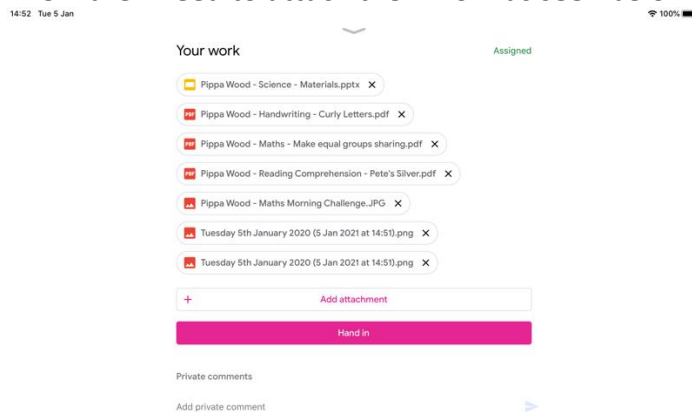 14:52 Tue 5 Jan
100%
Your work
Assigned
Pippa Wood - Science - Materials.pptx
PDF Pippa Wood - Handwriting - Curly Letters.pdf
PDF Pippa Wood - Maths - Make equal groups sharing.pdf
PDF Pippa Wood - Reading Comprehension - Pete's Silver.pdf
Pippa Wood - Maths Morning Challenge.JPG
Tuesday 5th January 2020 (5 Jan 2021 at 14:51).png
Tuesday 5th January 2020 (5 Jan 2021 at 14:51).png
+ Add attachment
Hand in
Private comments
Add private comment